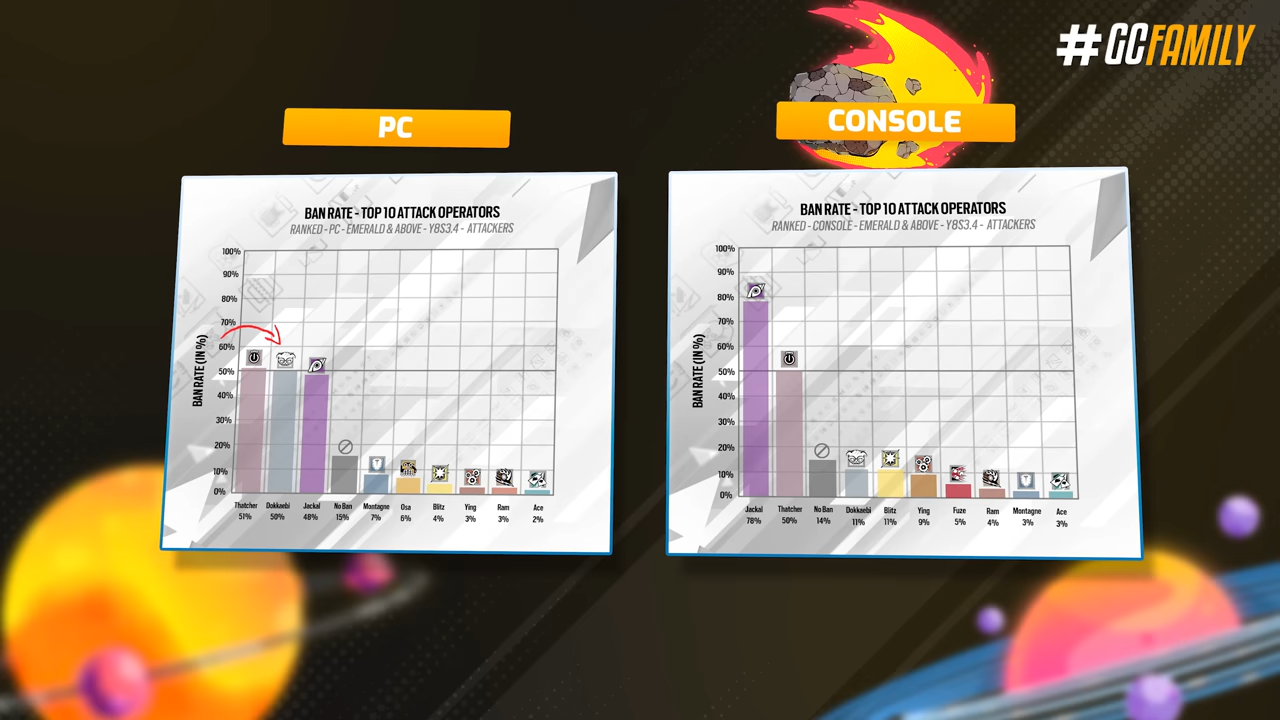 #GCFAMILY
PC
CONSOLE
BAN RATE - TOP 10 ATTACK OPERATORS
RANKED - PC - EMERALD & ABOVE - Y8S3.4 - ATTACKERS
BAN RATE (IN %)
100%
90%
80%
70%
60%
50%
40%
30%
20%
10%
0%
Thatcher Dokkaebi Jackal No Ban Montagne Osa Blitz Ying Ram Ace
51% 50% 48% 15% 7% 6% 4% 3% 3% 2%
BAN RATE - TOP 10 ATTACK OPERATORS
RANKED - CONSOLE - EMERALD & ABOVE - Y8S3.4 - ATTACKERS
BAN RATE (IN %)
100%
90%
80%
70%
60%
50%
40%
30%
20%
10%
0%
Jackal Thatcher No Ban Dokkaebi Blitz Ying Fuze Ram Montagne Ace
78% 50% 14% 11% 11% 9% 5% 4% 3% 3%